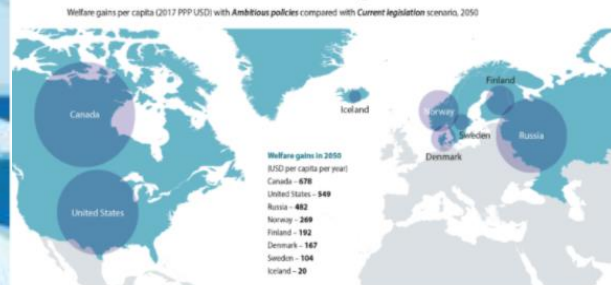 Welfare gains per capita (2017 PPP USD) with Ambitious policies compared with Current legislation scenario, 2050
Canada
United States
Iceland
Norway
Finland
Sweden
Denmark
Russia
Welfare gains in 2050
(USD per capita per year)
Canada – 678
United States – 549
Russia – 482
Norway – 269
Finland – 192
Denmark – 167
Sweden – 104
Iceland – 20